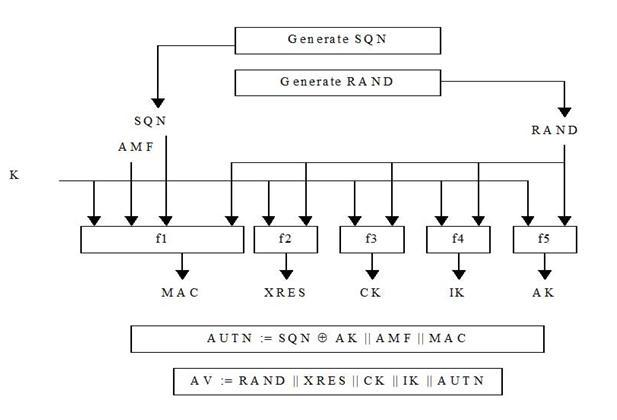 Generate SQN
Generate RAND
SQN
RAND
AMF
K
f1 f2 f3 f4 f5
MAC XRES CK IK AK
AUTN := SQN ⊕ AK || AMF || MAC
AV := RAND || XRES || CK || IK || AUTN